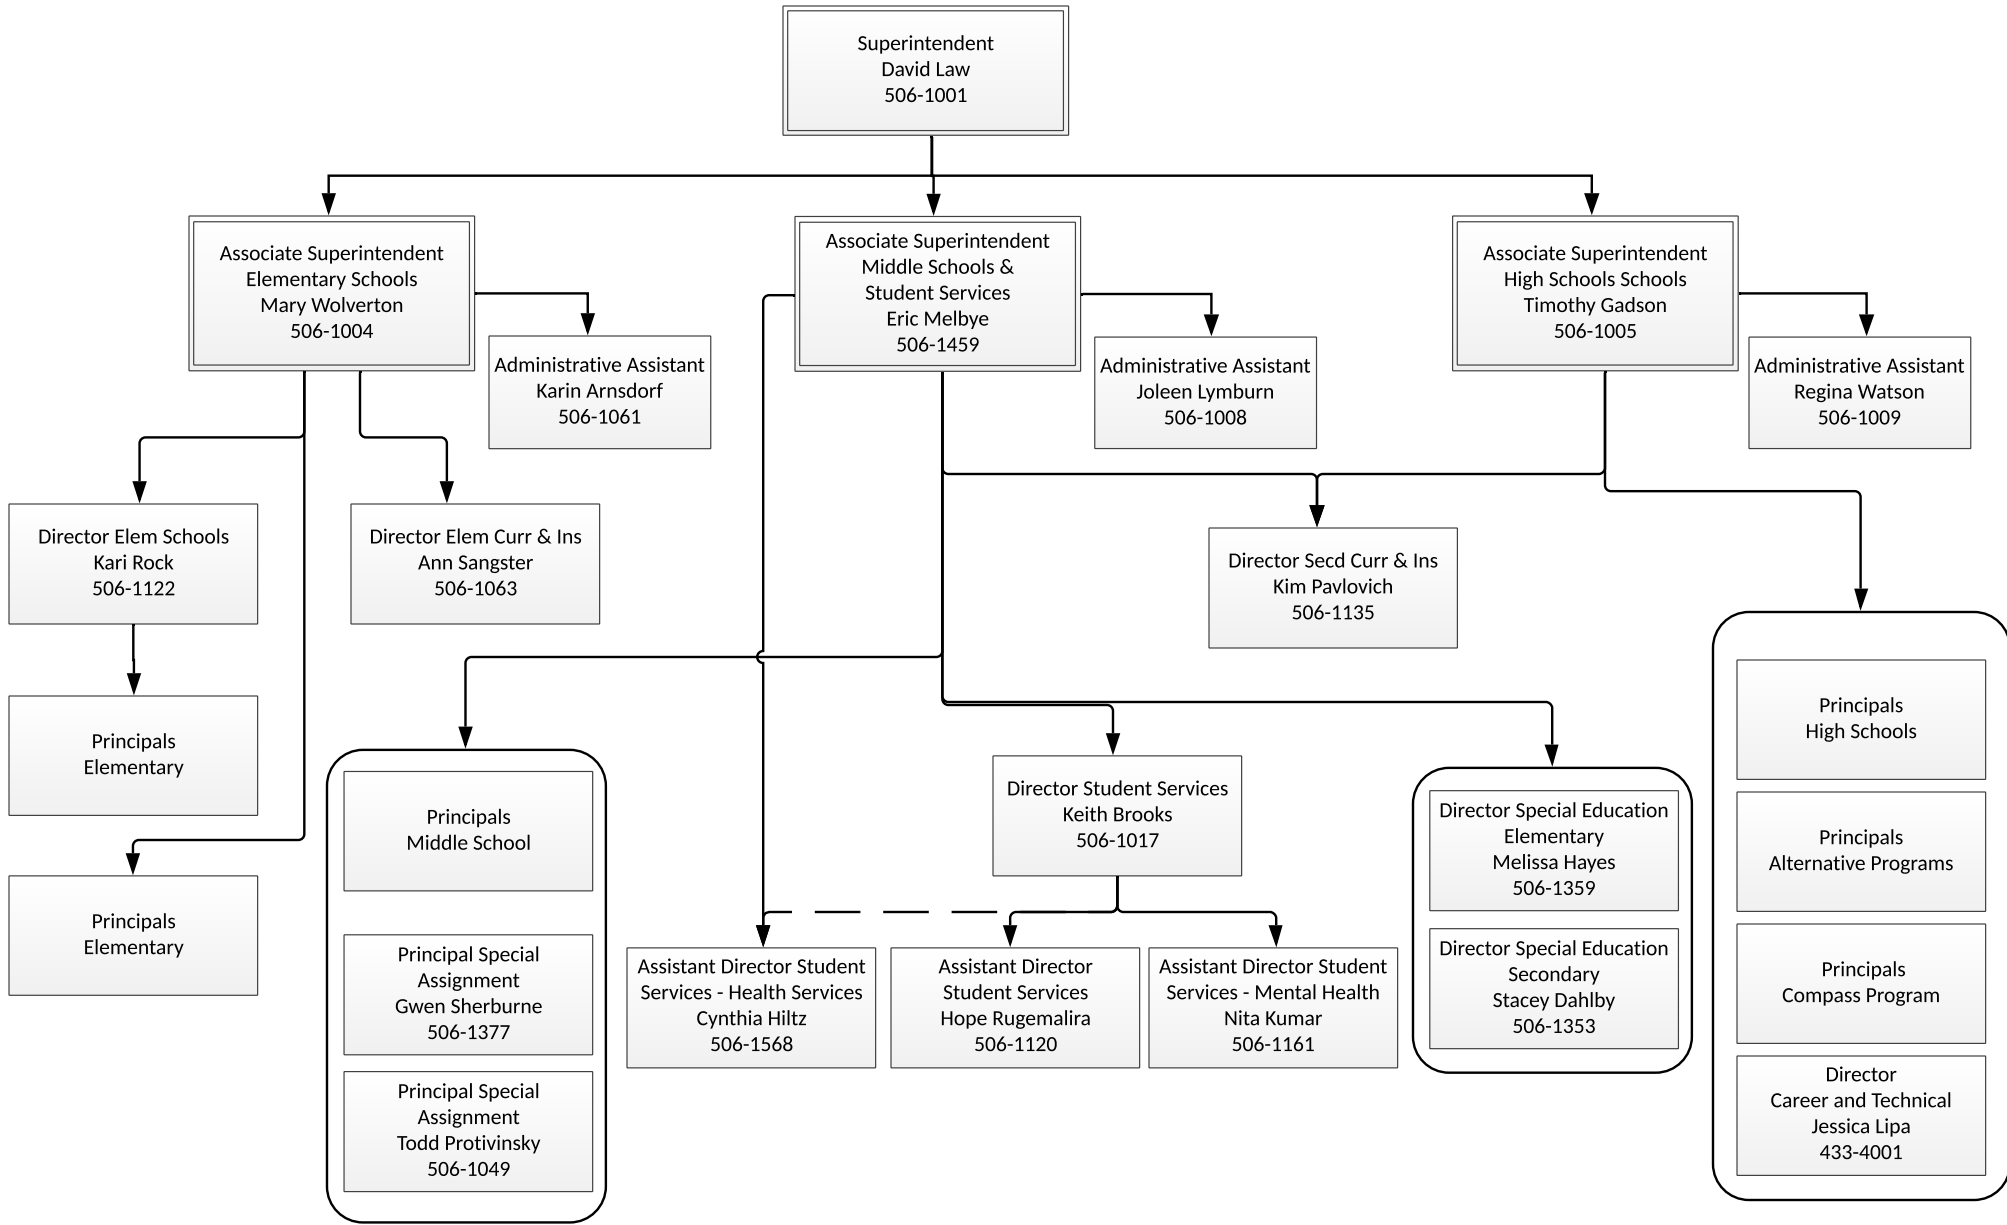 Superintendent
David Law
506-1001
Associate Superintendent
Elementary Schools
Mary Wolverton
506-1004
Administrative Assistant
Karin Arnsdorf
506-1061
Associate Superintendent
Middle Schools &
Student Services
Eric Melbye
506-1459
Administrative Assistant
Joleen Lymburn
506-1008
Associate Superintendent
High Schools Schools
Timothy Gadson
506-1005
Administrative Assistant
Regina Watson
506-1009
Director Elem Schools
Kari Rock
506-1122
Director Elem Curr & Ins
Ann Sangster
506-1063
Director Secd Curr & Ins
Kim Pavlovich
506-1135
Principals
Elementary
Principals
Elementary
Principals
Middle School
Principal Special
Assignment
Gwen Sherburne
506-1377
Principal Special
Assignment
Todd Protivinsky
506-1049
Director Student Services
Keith Brooks
506-1017
Assistant Director Student
Services - Health Services
Cynthia Hiltz
506-1568
Assistant Director
Student Services
Hope Rugemalira
506-1120
Assistant Director Student
Services - Mental Health
Nita Kumar
506-1161
Director Special Education
Elementary
Melissa Hayes
506-1359
Director Special Education
Secondary
Stacey Dahlby
506-1353
Principals
High Schools
Principals
Alternative Programs
Principals
Compass Program
Director
Career and Technical
Jessica Lipa
433-4001